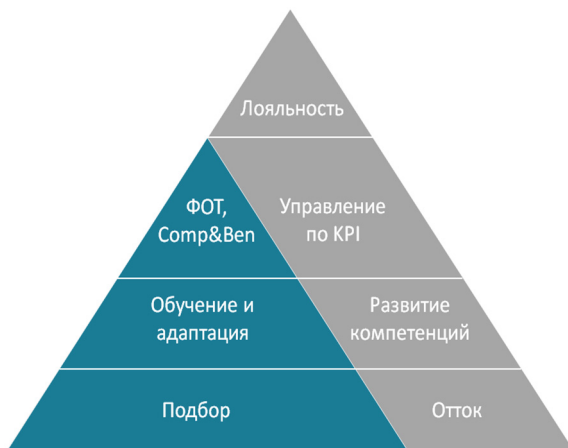 Лояльность
ФОТ,
Comp&Ben
Управление
по KPI
Обучение и
адаптация
Развитие
компетенций
Подбор
Отток